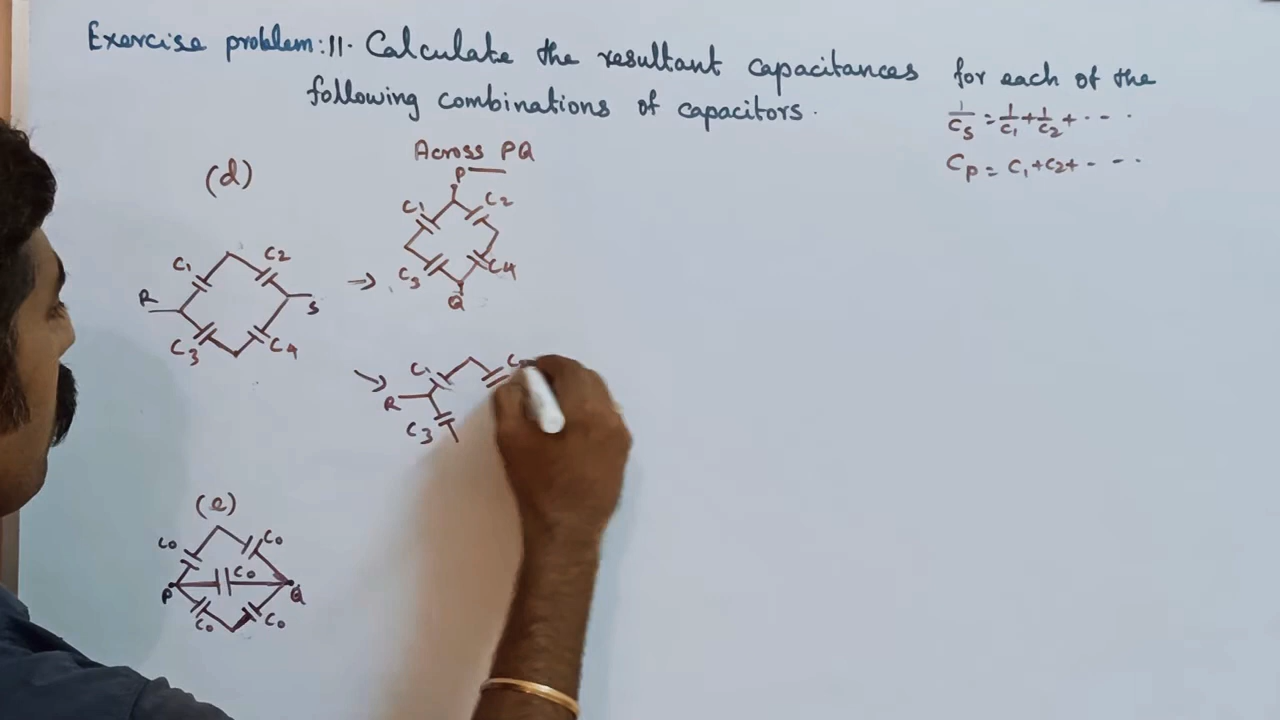 Exercise problem:11. Calculate the resultant capacitances for each of the
following combinations of capacitors.
1/Cs = 1/C1 + 1/C2 + - - - .
Cp = C1 + C2 + - - - .
(d)
Across PQ
P
C1 C2
C3 C4
Q
C1 C2
R S
C3 C4
C1
R
C3
(e)
C0 C0
C0
P Q
C0 C0